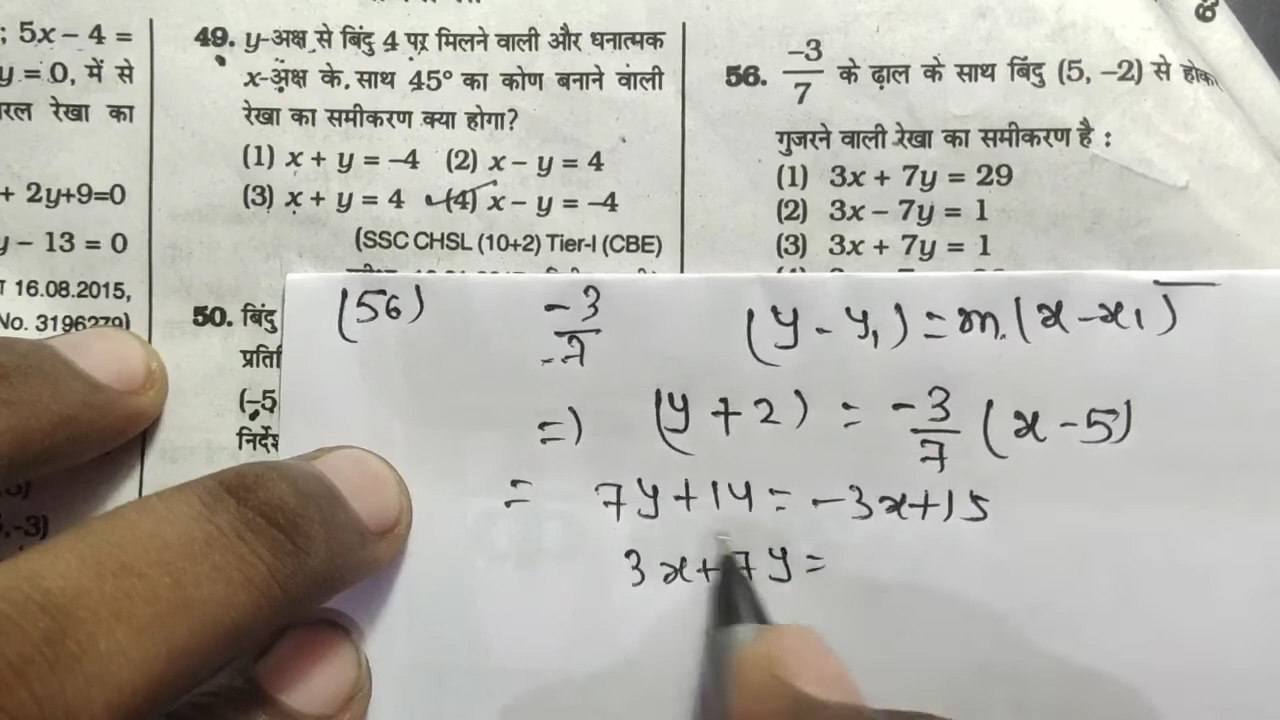 ; 5x – 4 =
y = 0, में से
रल रेखा का
+ 2y+9=0
y – 13 = 0
16.08.2015,
No. 3196279)
,-3)
49. y-अक्ष से बिंदु 4 पर मिलने वाली और धनात्मक
x-अक्ष के साथ 45° का कोण बनाने वाली
रेखा का समीकरण क्या होगा?
(1) x + y = –4 (2) x – y = 4
(3) x + y = 4 (4) x – y = –4
(SSC CHSL (10+2) Tier-I (CBE)
50. बिंदु
प्रति
(–5
निर्दे
56. –3/7 के ढ़ाल के साथ बिंदु (5, –2) से होकर
गुजरने वाली रेखा का समीकरण है :
(1) 3x + 7y = 29
(2) 3x – 7y = 1
(3) 3x + 7y = 1
(56) -3/-7 (y - y₁) = m.(x - x₁)
=) (y + 2) = -3/7 (x - 5)
= 7y + 14 = -3x + 15
3x + 7y =